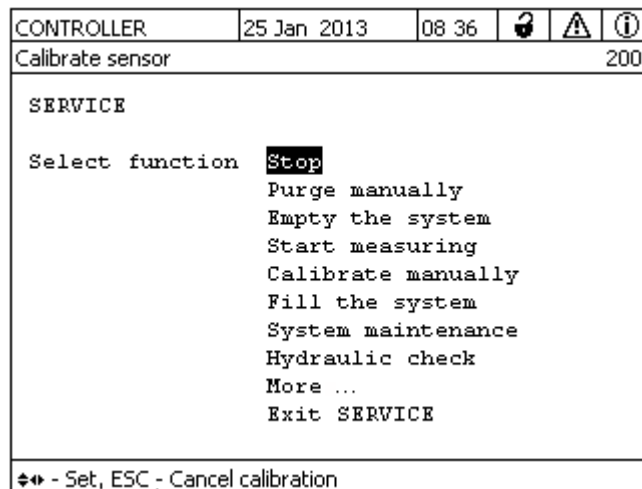 CONTROLLER 25 Jan 2013 08 36
Calibrate sensor 200
SERVICE
Select function Stop
Purge manually
Empty the system
Start measuring
Calibrate manually
Fill the system
System maintenance
Hydraulic check
More ...
Exit SERVICE
- Set, ESC - Cancel calibration